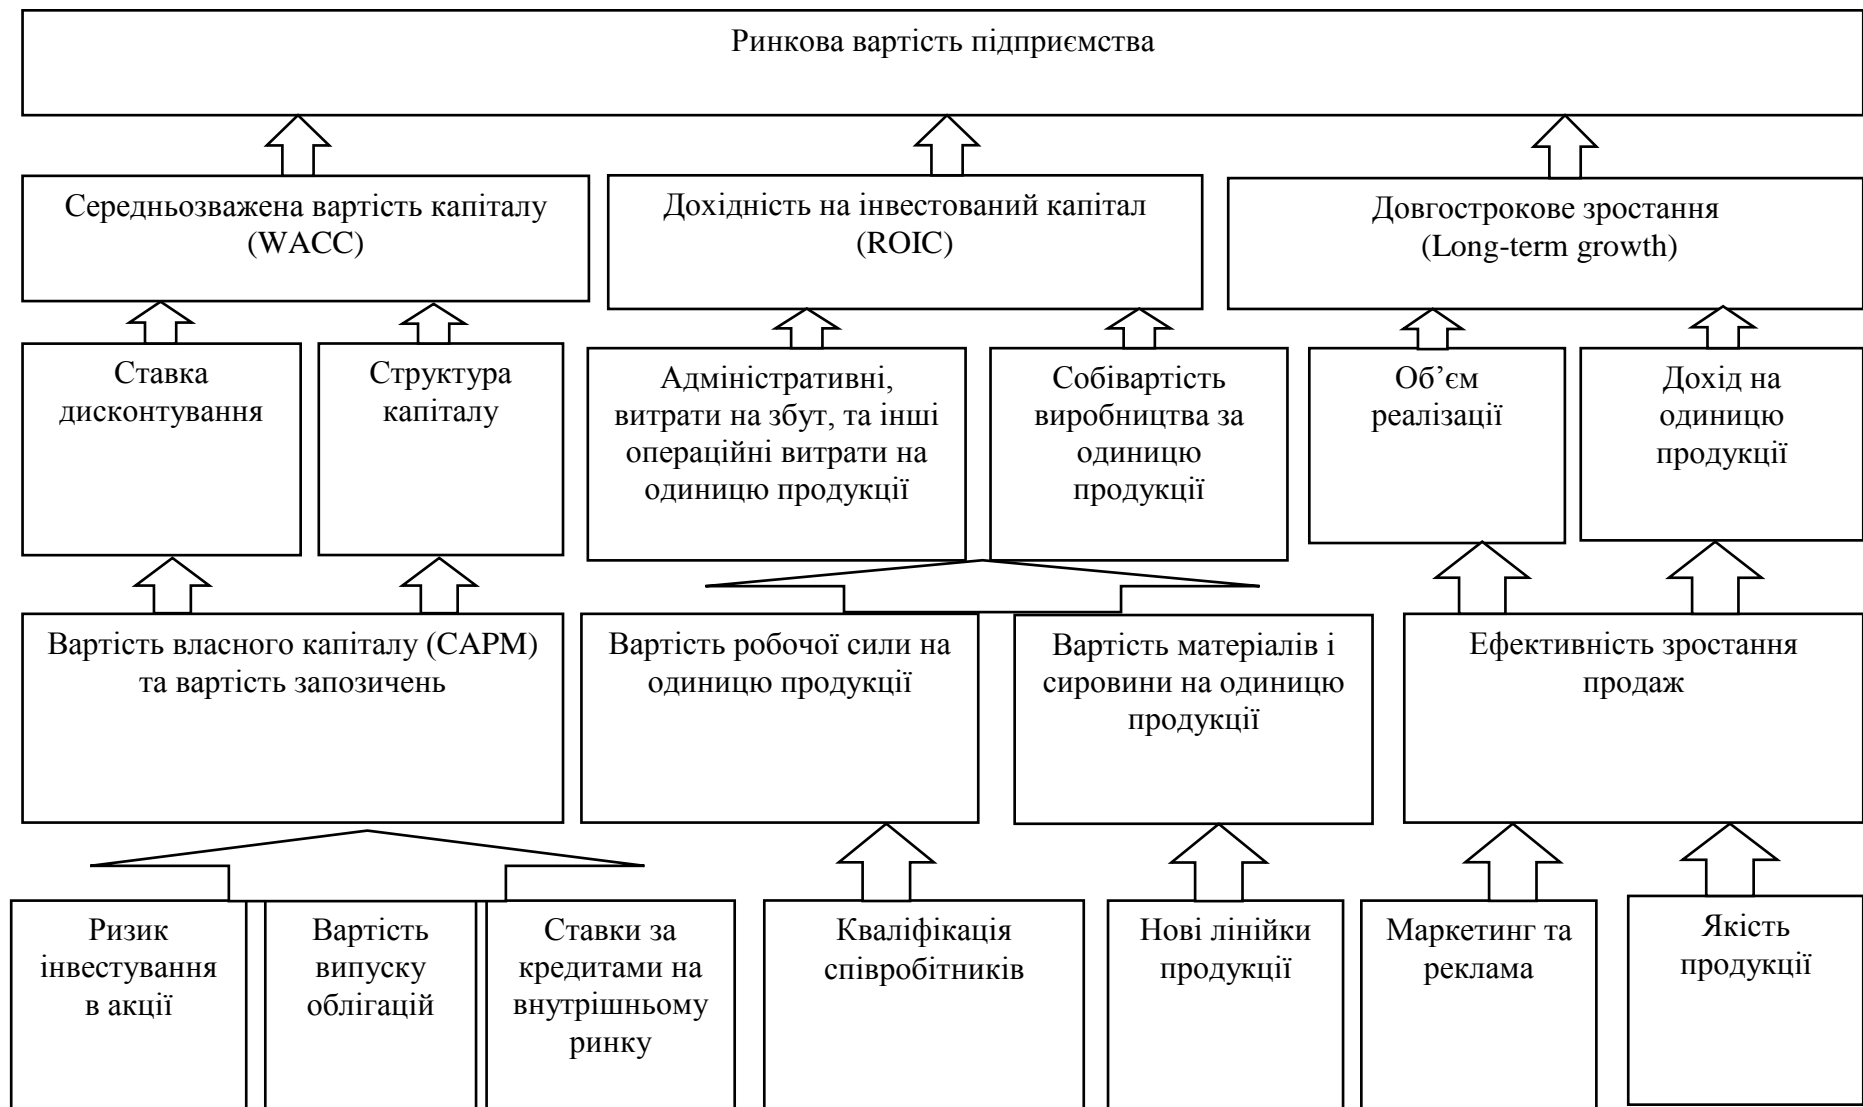 Ринкова вартість підприємства
Середньозважена вартість капіталу
(WACC)
Дохідність на інвестований капітал
(ROIC)
Довгострокове зростання
(Long-term growth)
Ставка
дисконтування
Структура
капіталу
Адміністративні,
витрати на збут, та інші
операційні витрати на
одиницю продукції
Собівартість
виробництва за
одиницю
продукції
Об’єм
реалізації
Дохід на
одиницю
продукції
Вартість власного капіталу (CAPM)
та вартість запозичень
Вартість робочої сили на
одиницю продукції
Вартість матеріалів і
сировини на одиницю
продукції
Ефективність зростання
продаж
Ризик
інвестування
в акції
Вартість
випуску
облігацій
Ставки за
кредитами на
внутрішньому
ринку
Кваліфікація
співробітників
Нові лінійки
продукції
Маркетинг та
реклама
Якість
продукції